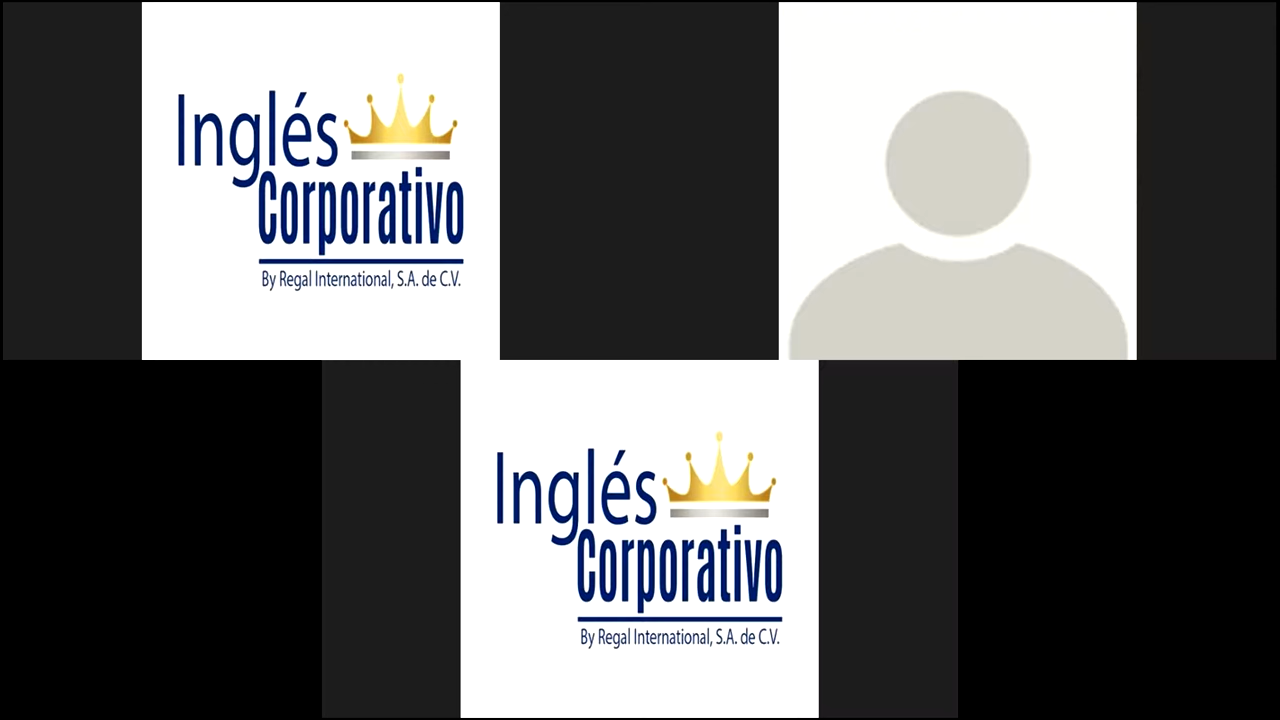 Inglés
Corporativo
By Regal International, S.A. de C.V.
Inglés
Corporativo
By Regal International, S.A. de C.V.